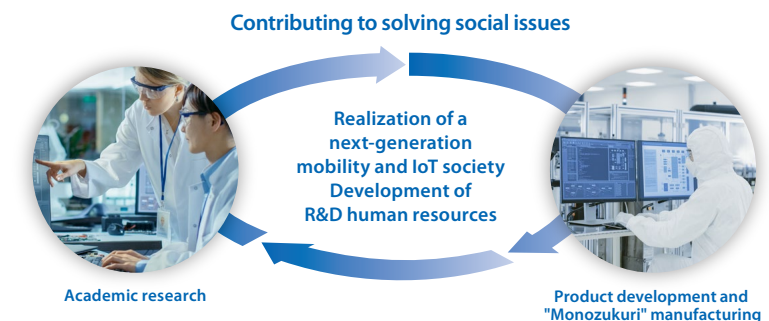 Contributing to solving social issues
Realization of a
next-generation
mobility and IoT society
Development of
R&D human resources
Academic research
Product development and
"Monozukuri" manufacturing